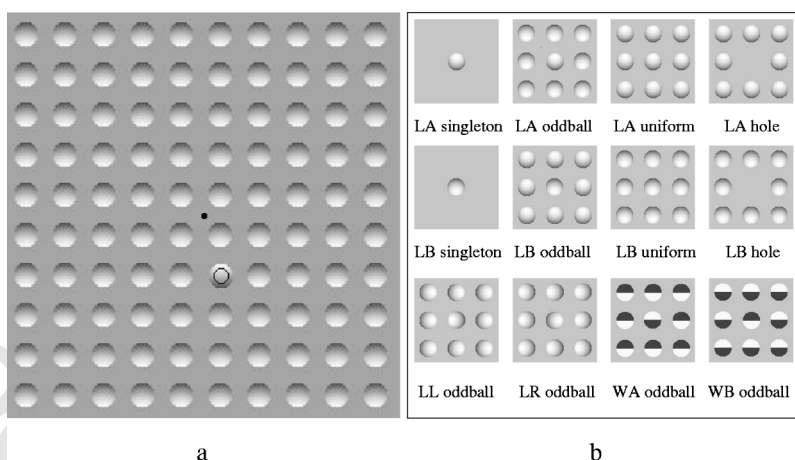 LA singleton LA oddball LA uniform LA hole
LB singleton LB oddball LB uniform LB hole
LL oddball LR oddball WA oddball WB oddball
a b